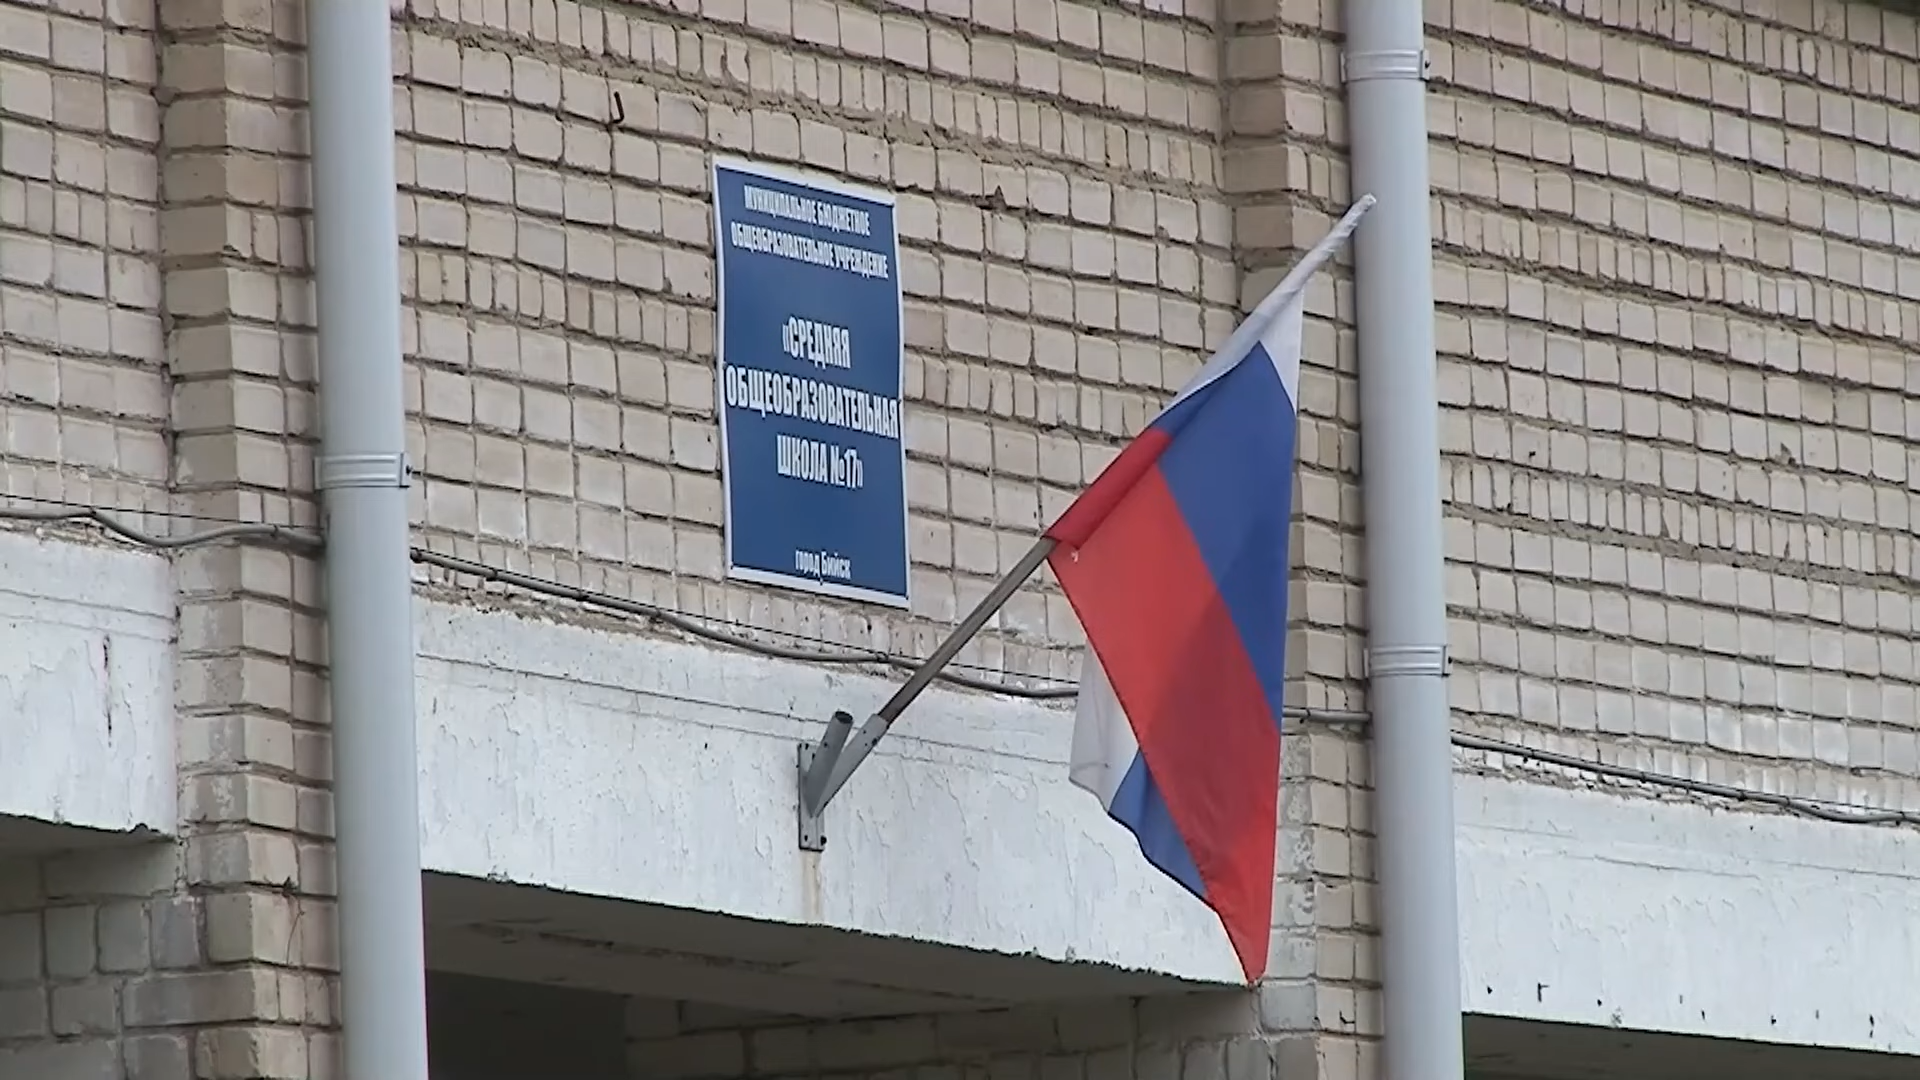 МУНИЦИПАЛЬНОЕ БЮДЖЕТНОЕ
ОБЩЕОБРАЗОВАТЕЛЬНОЕ УЧРЕЖДЕНИЕ
«СРЕДНЯЯ
ОБЩЕОБРАЗОВАТЕЛЬНАЯ
ШКОЛА №17»
город Бийск